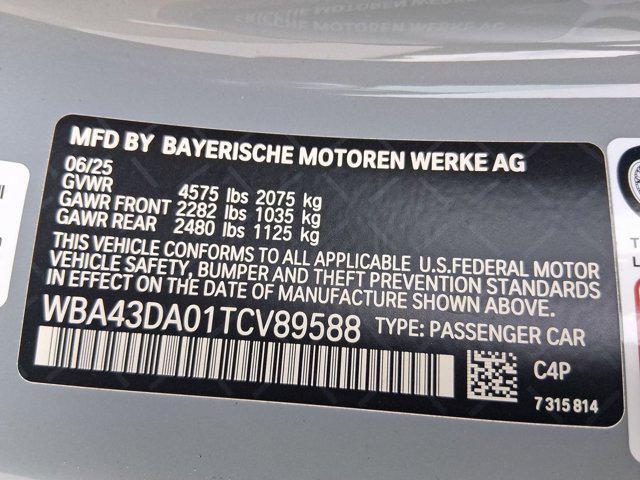 MFD BY BAYERISCHE MOTOREN WERKE AG
06/25
GVWR 4575 lbs 2075 kg
GAWR FRONT 2282 lbs 1035 kg
GAWR REAR 2480 lbs 1125 kg
THIS VEHICLE CONFORMS TO ALL APPLICABLE U.S.FEDERAL MOTOR
VEHICLE SAFETY, BUMPER AND THEFT PREVENTION STANDARDS
IN EFFECT ON THE DATE OF MANUFACTURE SHOWN ABOVE.
WBA43DA01TCV89588 TYPE: PASSENGER CAR
C4P
7 315 814